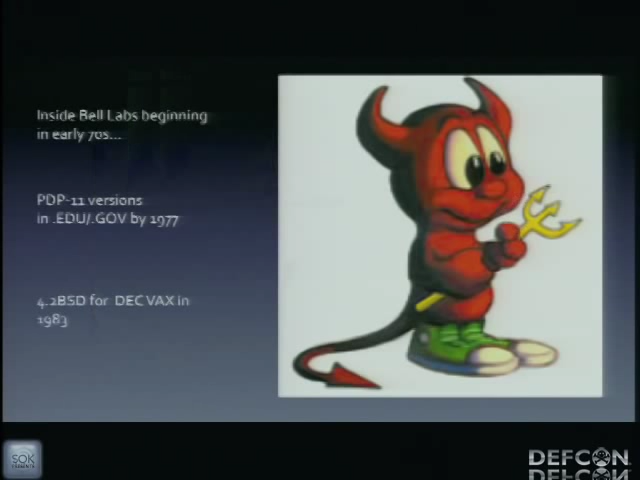 Inside Bell Labs beginning
in early 70s...
PDP-11 versions
in .EDU/.GOV by 1977
4.2BSD for DEC VAX in
1983
SOK
DEFCON